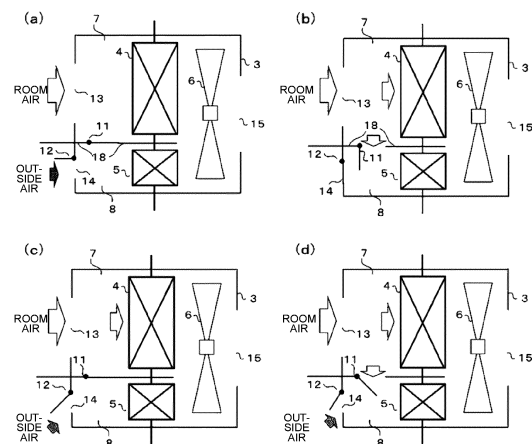 (a)
7
4
6
3
ROOM
AIR
13
11
15
12
18
OUT-
SIDE
AIR
14
5
8
(b)
7
4
6
3
ROOM
AIR
13
18
15
12
11
14
5
8
(c)
7
4
6
3
ROOM
AIR
13
11
15
12
14
5
OUT-
SIDE
AIR
8
(d)
7
4
6
3
ROOM
AIR
13
11
15
12
14
5
OUT-
SIDE
AIR
8